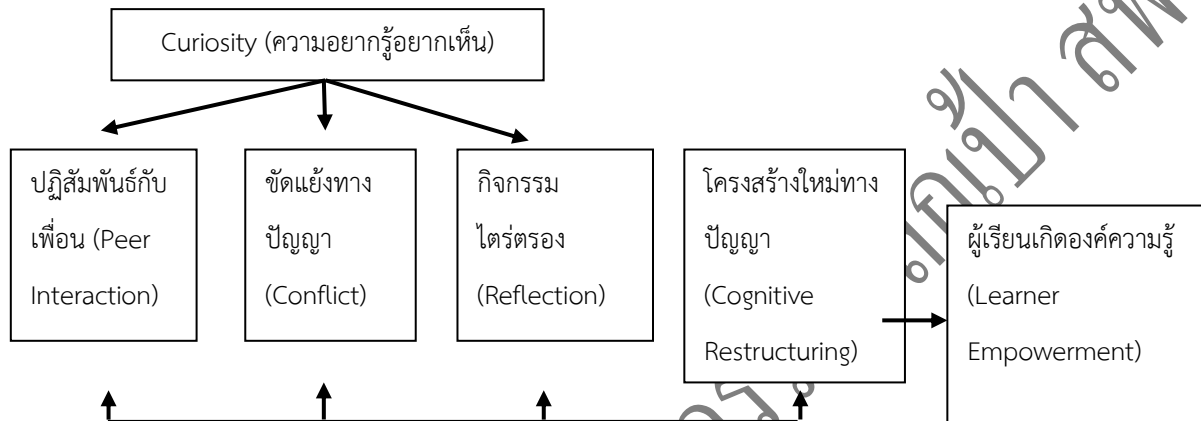 Curiosity (ความอยากรู้อยากเห็น)
ปฏิสัมพันธ์กับ
เพื่อน (Peer
Interaction)
ขัดแย้งทาง
ปัญญา
(Conflict)
กิจกรรม
ไตร่ตรอง
(Reflection)
โครงสร้างใหม่ทาง
ปัญญา
(Cognitive
Restructuring)
ผู้เรียนเกิดองค์ความรู้
(Learner
Empowerment)